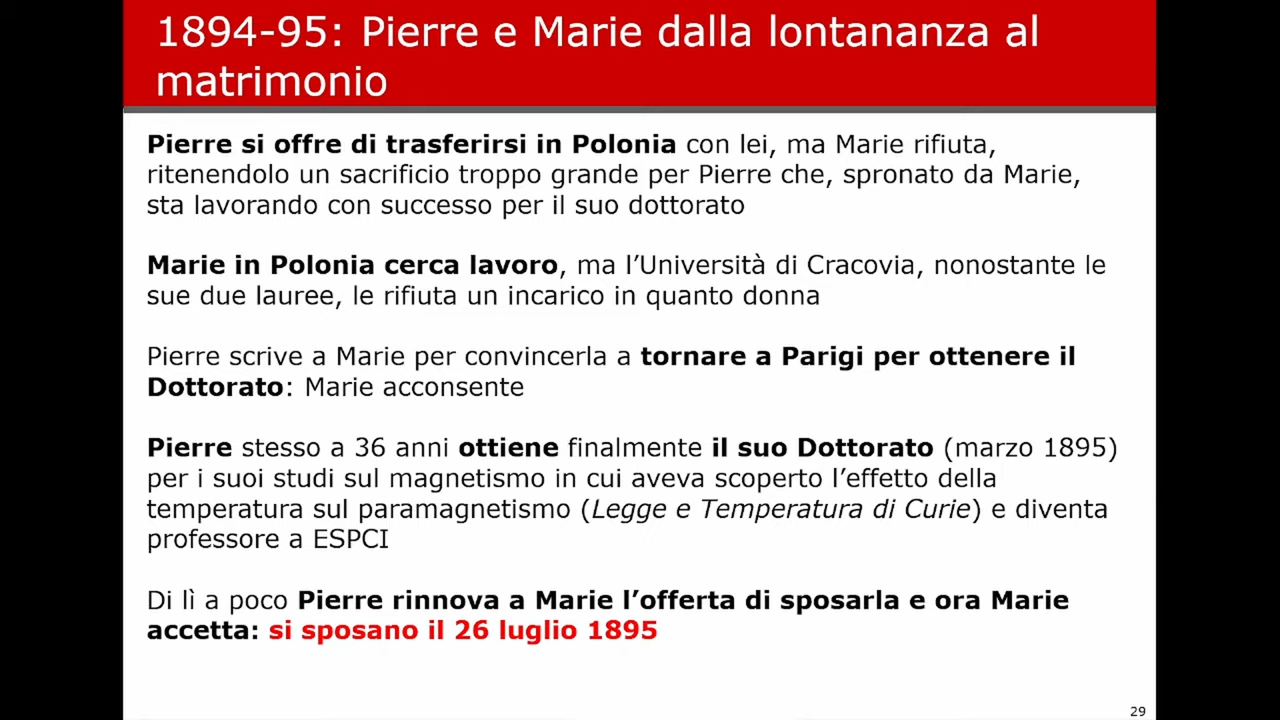 1894-95: Pierre e Marie dalla lontananza al
matrimonio
Pierre si offre di trasferirsi in Polonia con lei, ma Marie rifiuta,
ritenendolo un sacrificio troppo grande per Pierre che, spronato da Marie,
sta lavorando con successo per il suo dottorato
Marie in Polonia cerca lavoro, ma l’Università di Cracovia, nonostante le
sue due lauree, le rifiuta un incarico in quanto donna
Pierre scrive a Marie per convincerla a tornare a Parigi per ottenere il
Dottorato: Marie acconsente
Pierre stesso a 36 anni ottiene finalmente il suo Dottorato (marzo 1895)
per i suoi studi sul magnetismo in cui aveva scoperto l’effetto della
temperatura sul paramagnetismo (Legge e Temperatura di Curie) e diventa
professore a ESPCI
Di lì a poco Pierre rinnova a Marie l’offerta di sposarla e ora Marie
accetta: si sposano il 26 luglio 1895
29